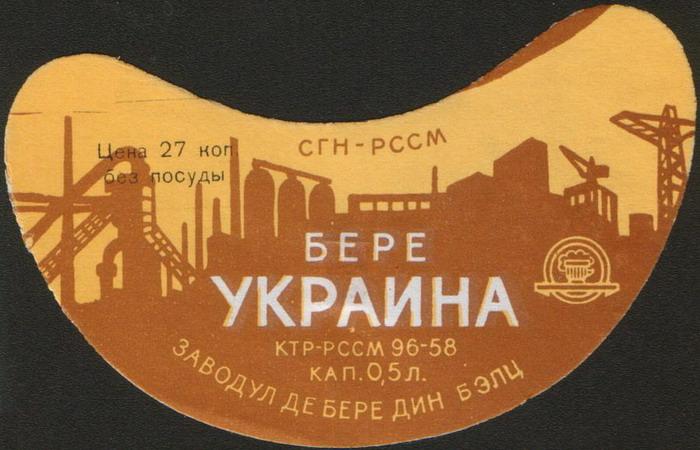 СГН-РССМ
Цена 27 коп.
без посуды
БЕРЕ
УКРАИНА
КТР-РССМ 96-58
КАП. 0,5 л.
ЗАВОДУЛ ДЕ БЕРЕ ДИН БЭЛЦ